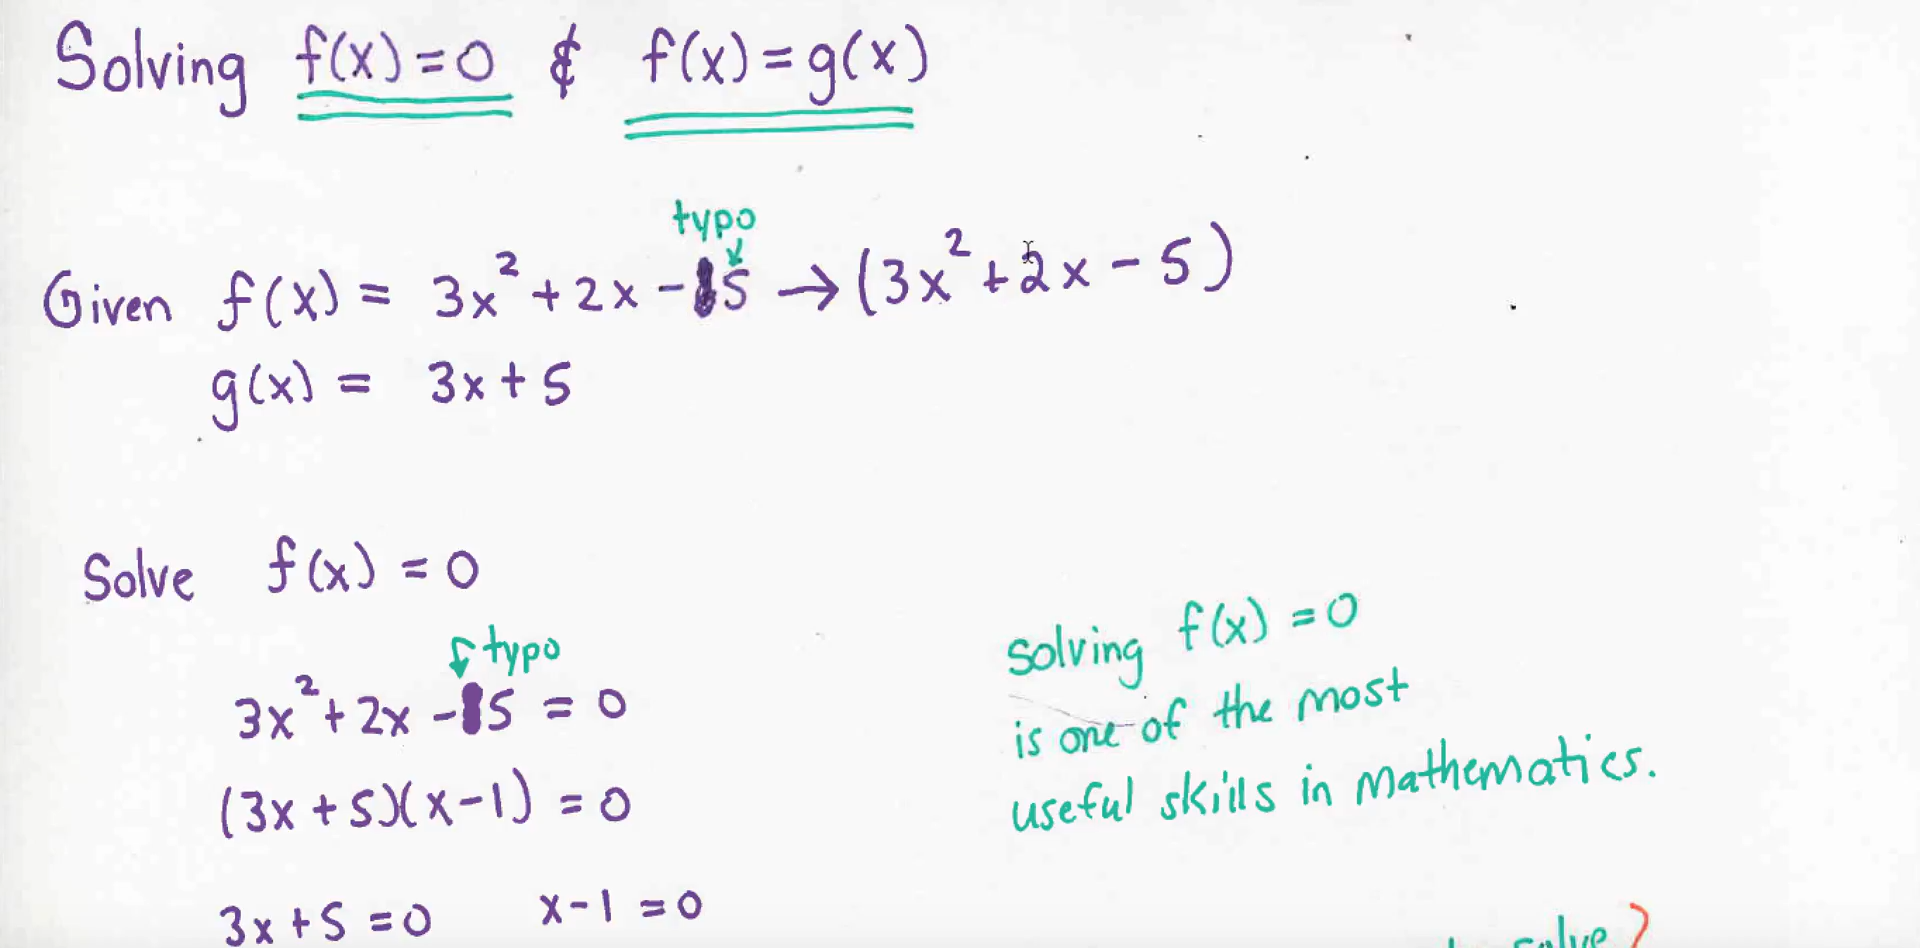 Solving f(x)=0 & f(x)=g(x)
typo
Given f(x) = 3x² + 2x - 5 → (3x² + 2x - 5)
g(x) = 3x + 5
Solve f(x) = 0
typo
3x² + 2x - 5 = 0
(3x + 5)(x - 1) = 0
3x + 5 = 0 x - 1 = 0
solving f(x) = 0
is one of the most
useful skills in mathematics.
solve?